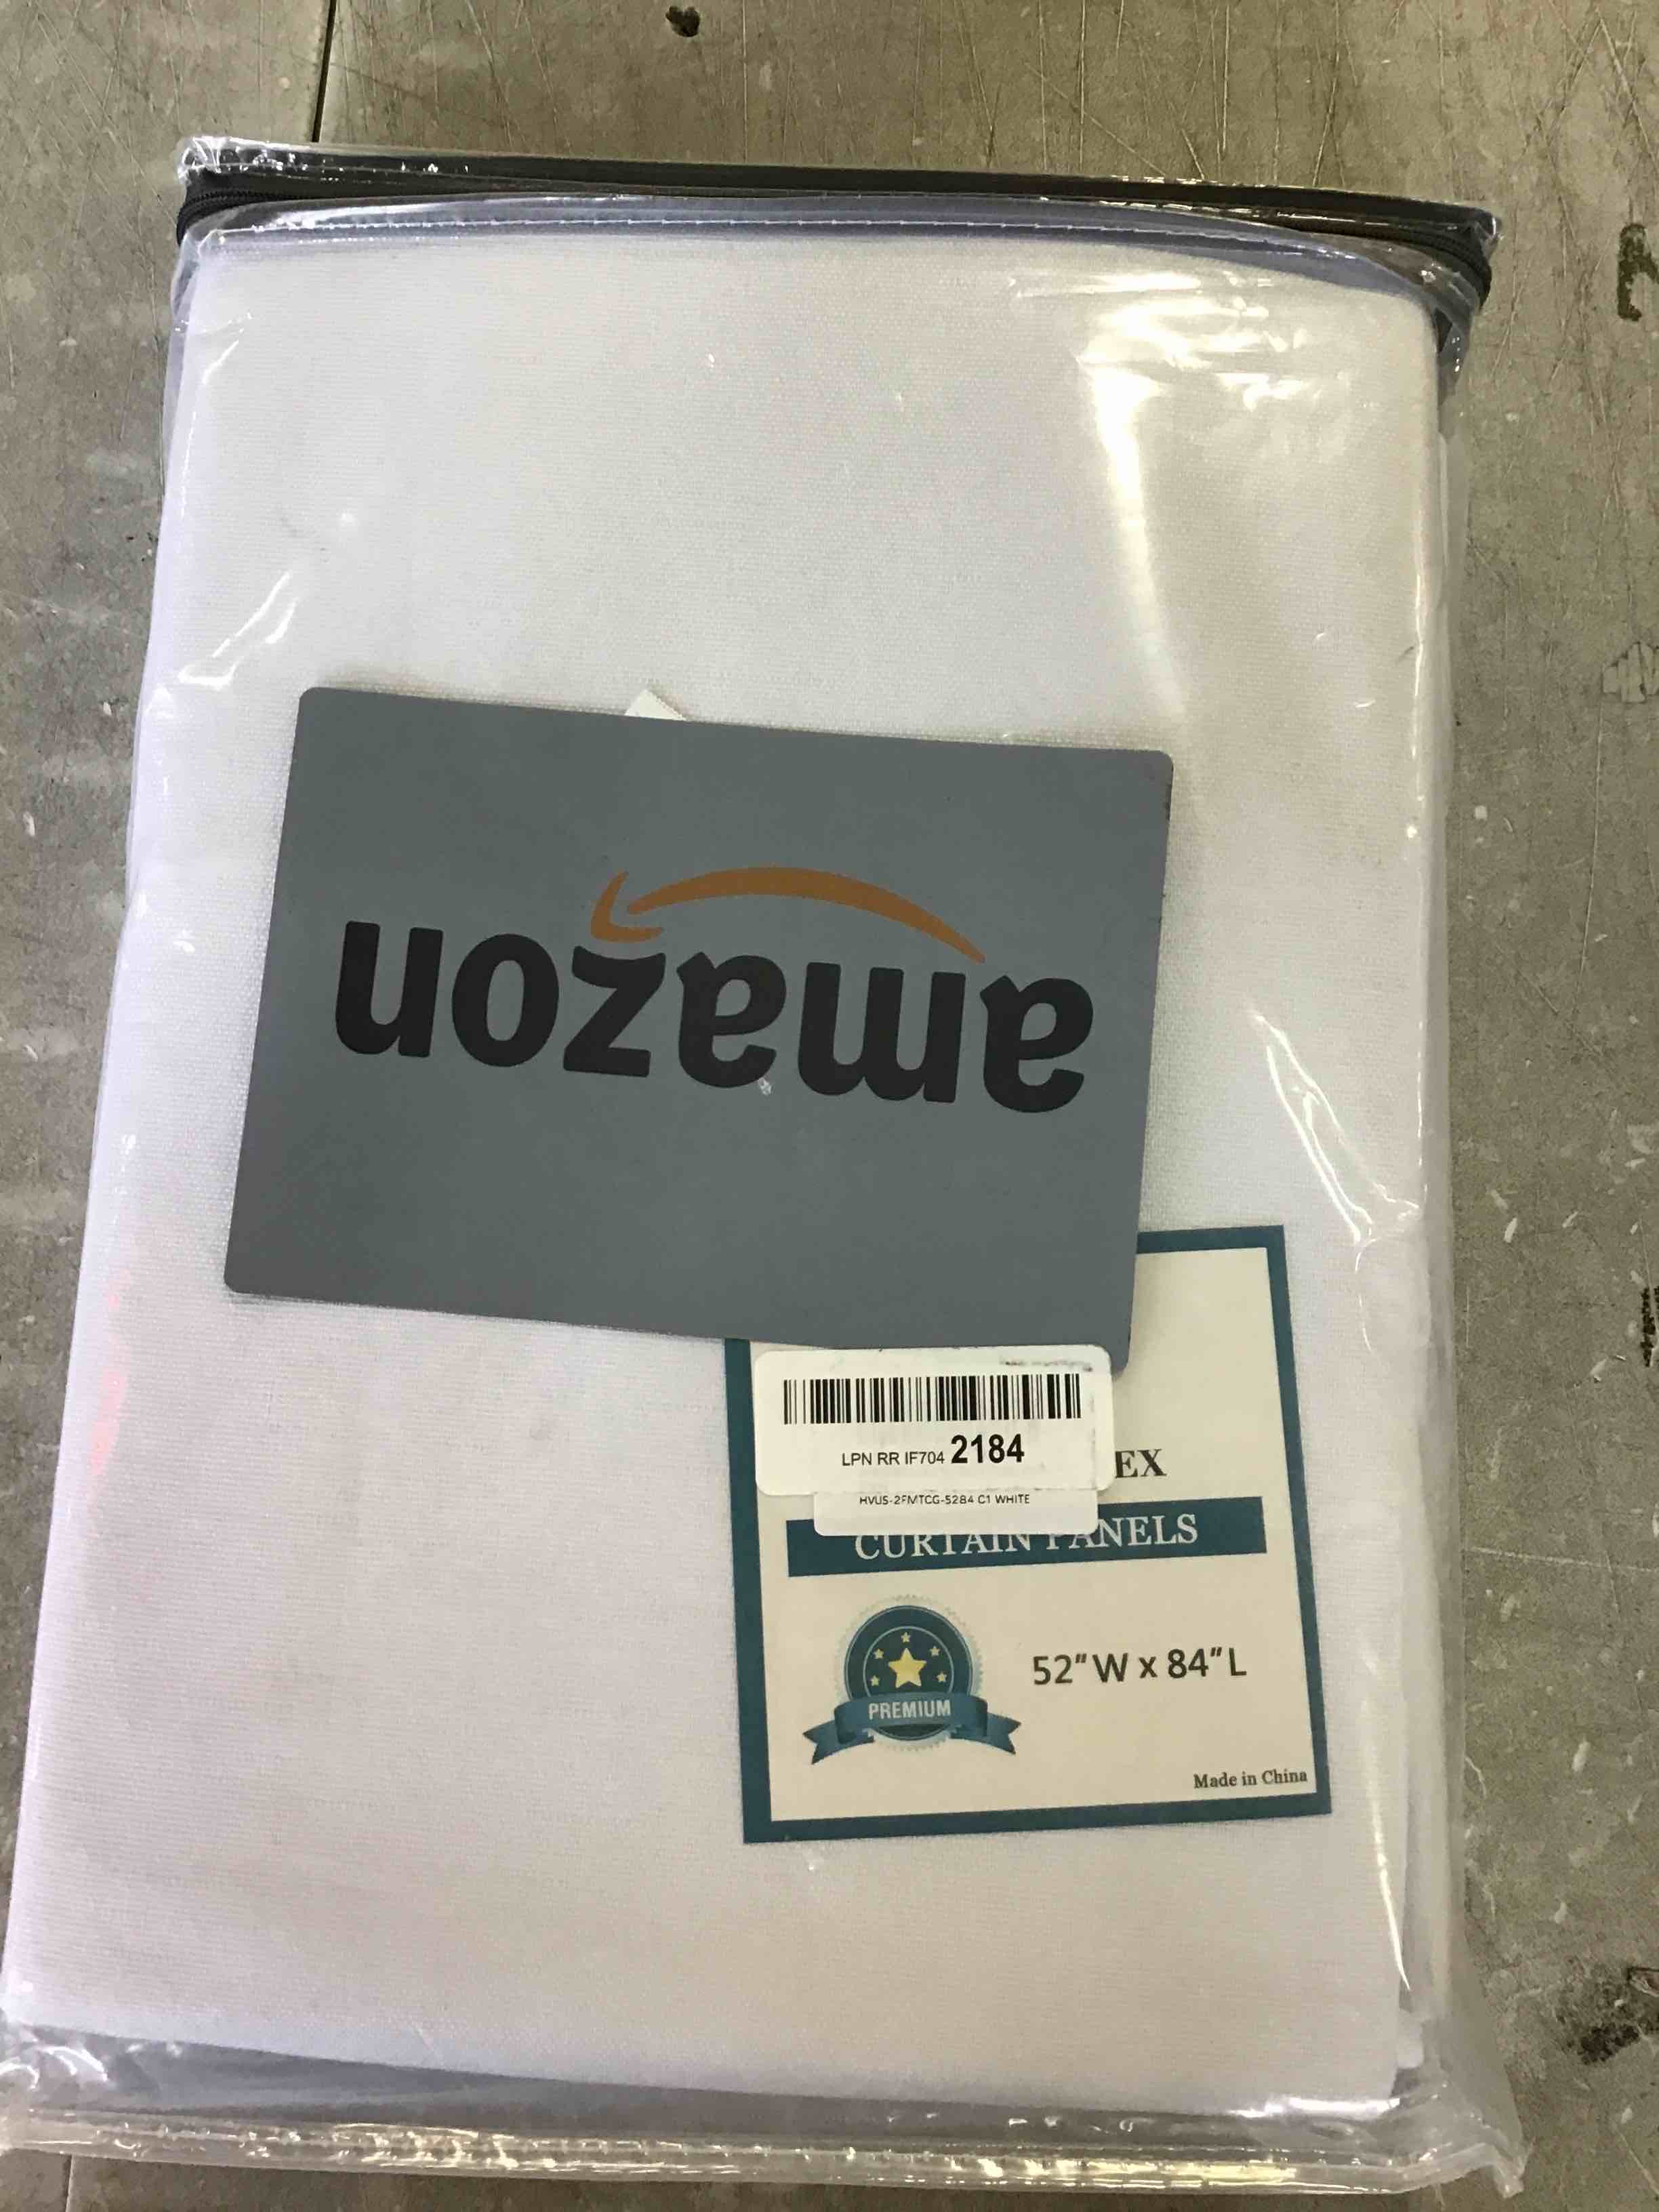 amazon
LPN RR IF704 2184
HVUS-2FMTCG-5284 C1 WHITE
EX
CURTAIN PANELS
PREMIUM
52" W x 84" L
Made in China